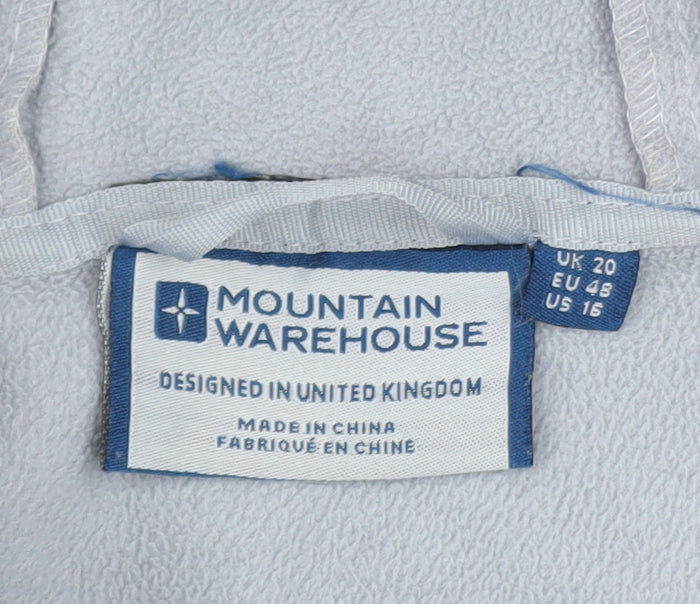 MOUNTAIN
WAREHOUSE
DESIGNED IN UNITED KINGDOM
MADE IN CHINA
FABRIQUÉ EN CHINE
UK 20
EU 48
US 16